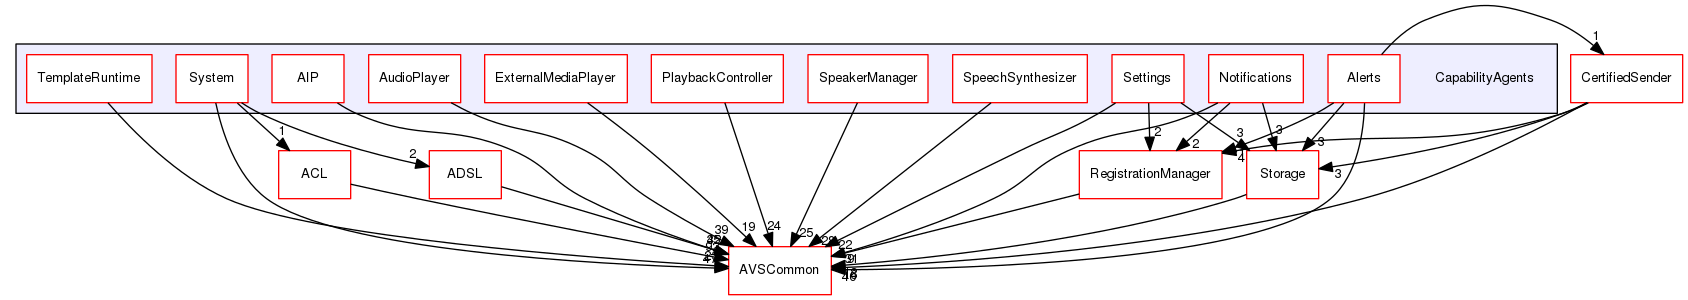 TemplateRuntime
System
AIP
AudioPlayer
ExternalMediaPlayer
PlaybackController
SpeakerManager
SpeechSynthesizer
Settings
Notifications
Alerts
CapabilityAgents
CertifiedSender
1
1
2
2
2
3
3
3
4
3
ACL
ADSL
RegistrationManager
Storage
39
19
24
25
22
AVSCommon